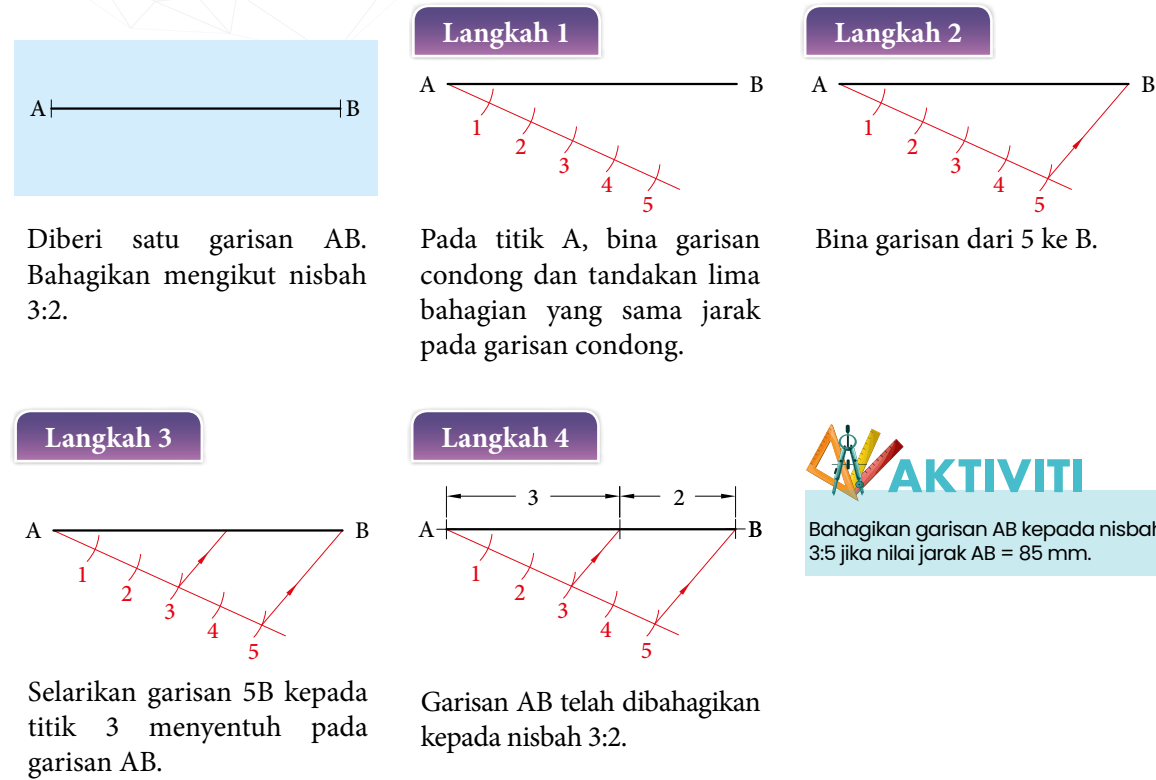 A B
Diberi satu garisan AB.
Bahagikan mengikut nisbah
3:2.
Langkah 1
A B
1
2
3
4
5
Pada titik A, bina garisan
condong dan tandakan lima
bahagian yang sama jarak
pada garisan condong.
Langkah 2
A B
1
2
3
4
5
Bina garisan dari 5 ke B.
Langkah 3
A B
1
2
3
4
5
Selarikan garisan 5B kepada
titik 3 menyentuh pada
garisan AB.
Langkah 4
3 2
A B
1
2
3
4
5
Garisan AB telah dibahagikan
kepada nisbah 3:2.
AKTIVITI
Bahagikan garisan AB kepada nisbah
3:5 jika nilai jarak AB = 85 mm.